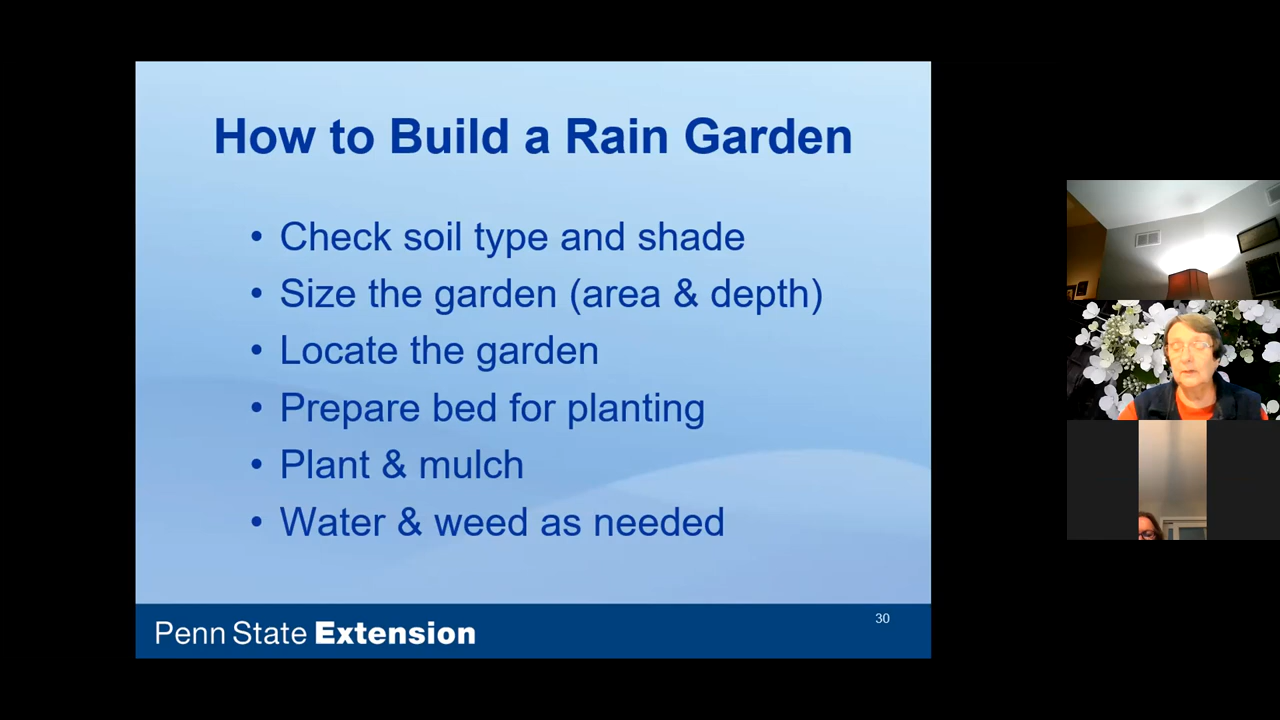 How to Build a Rain Garden
• Check soil type and shade
• Size the garden (area & depth)
• Locate the garden
• Prepare bed for planting
• Plant & mulch
• Water & weed as needed
30
Penn State Extension